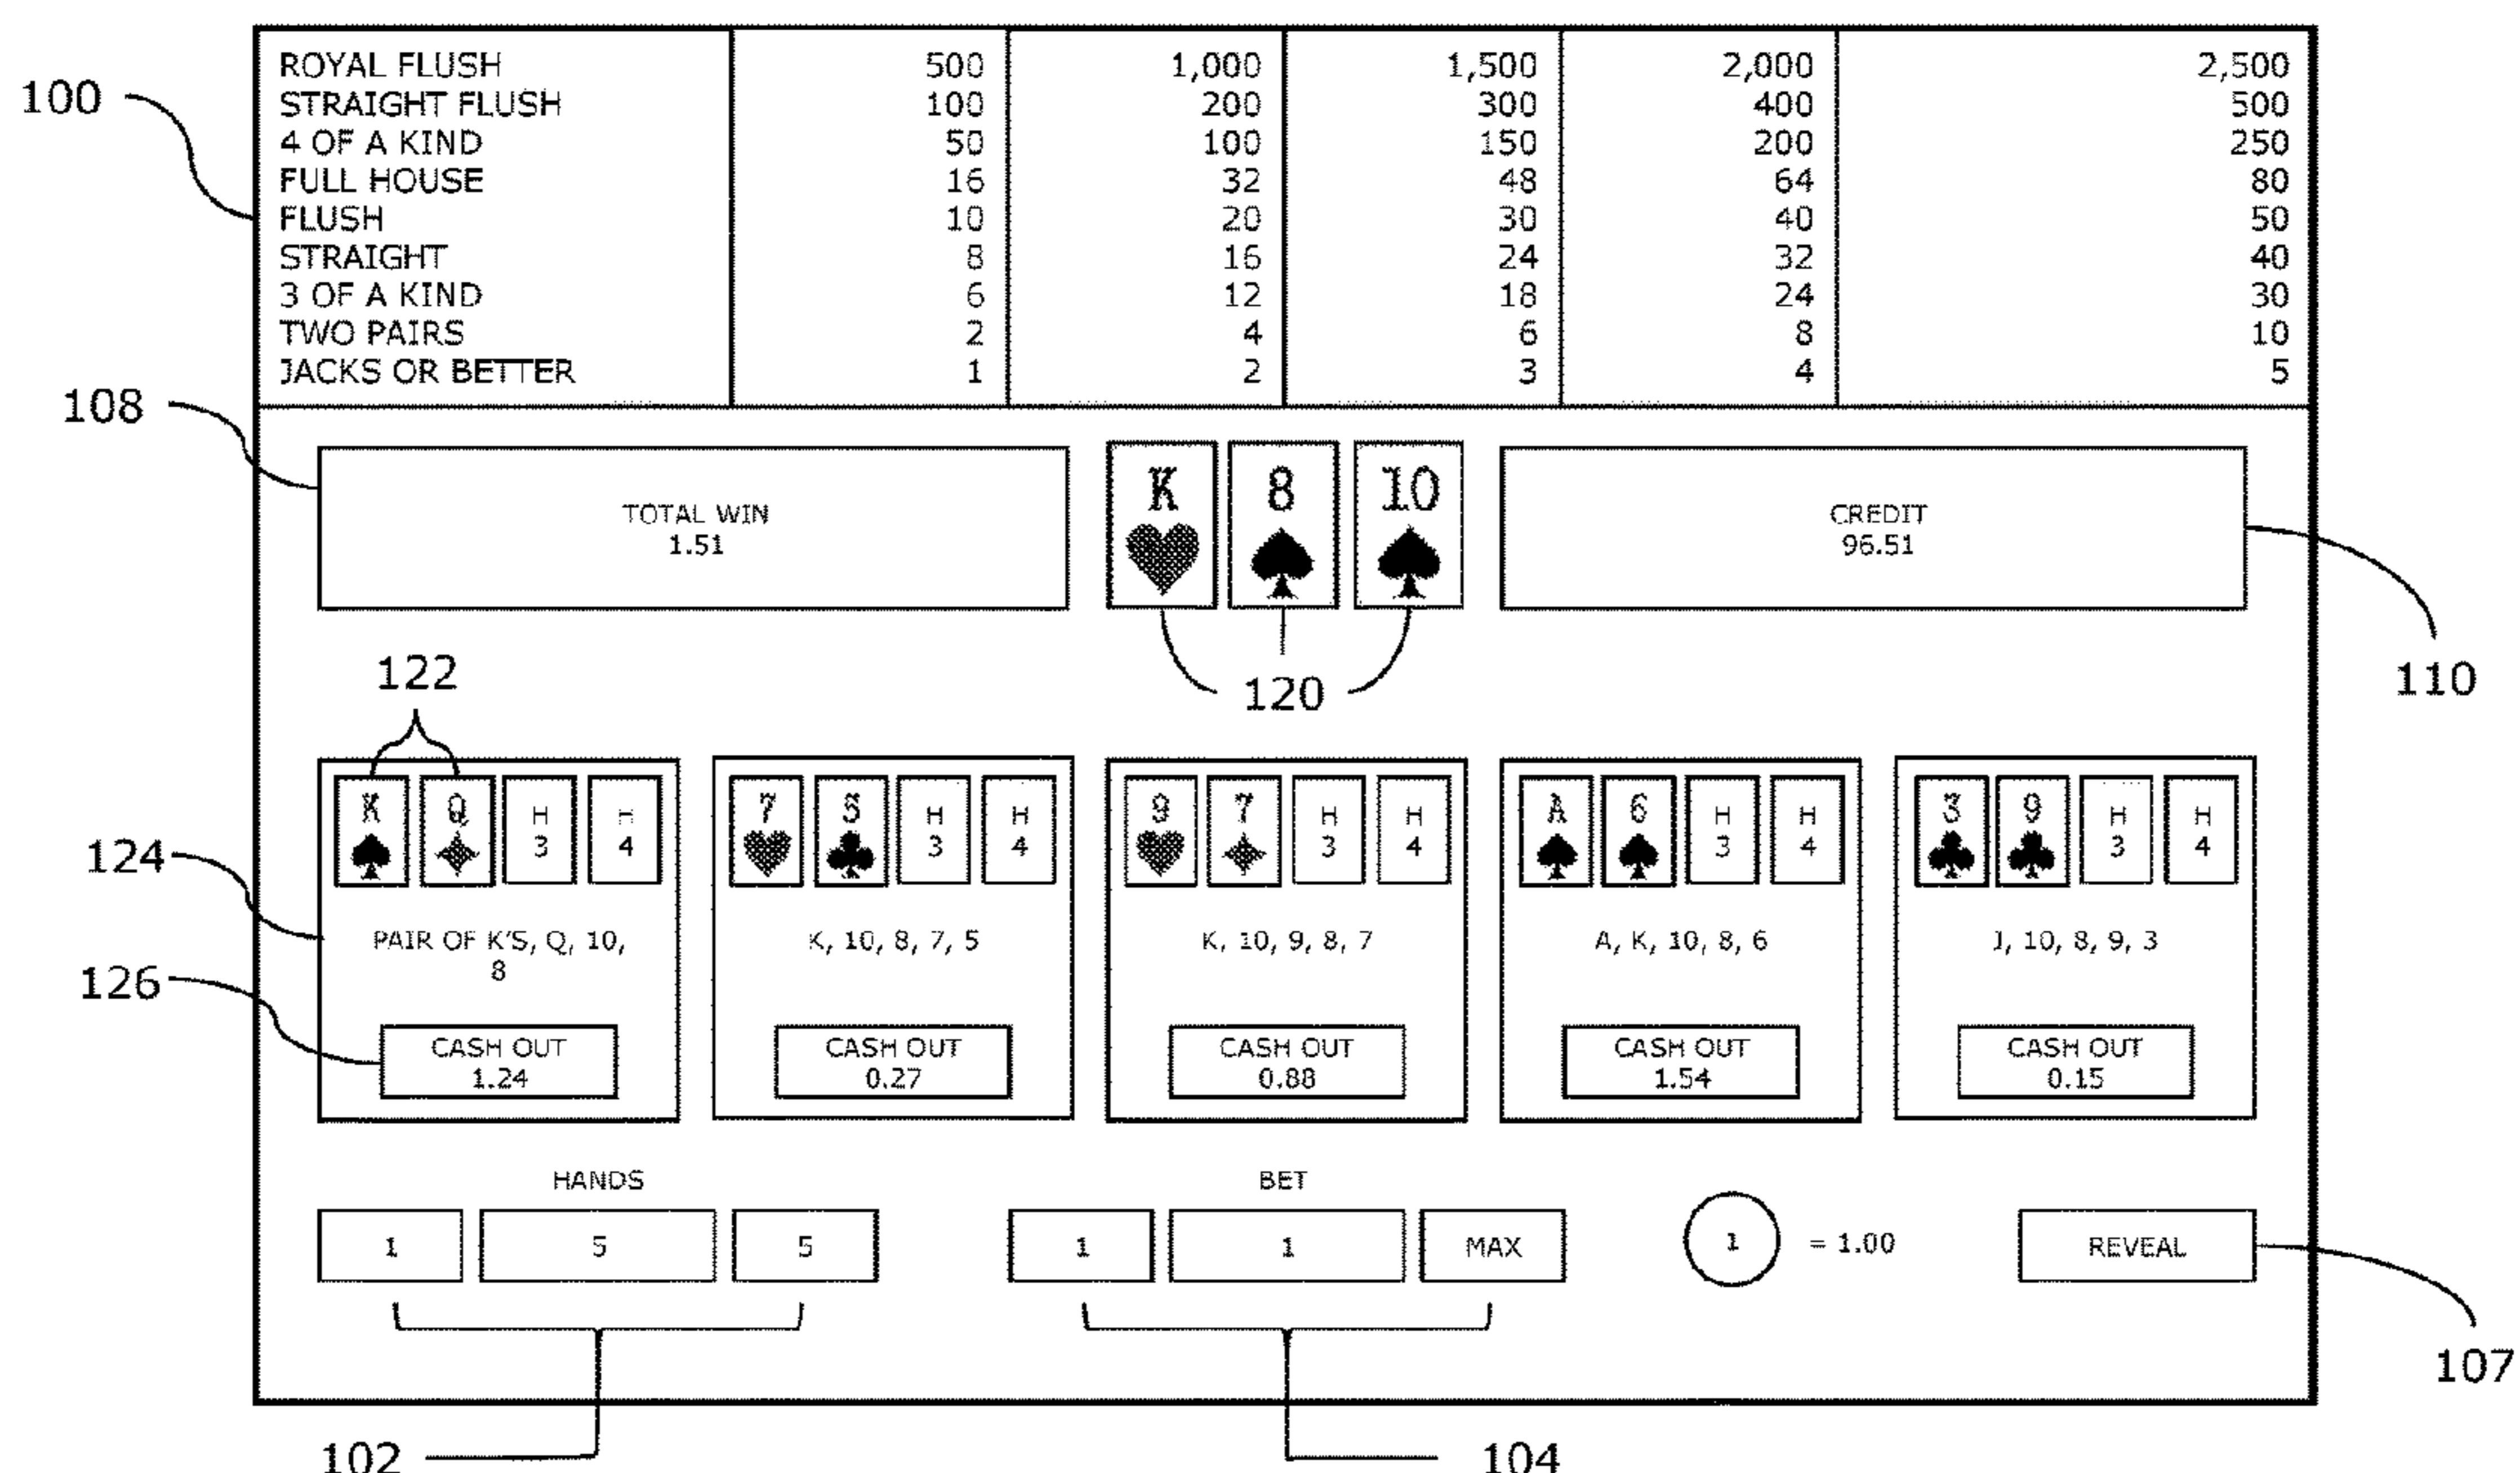 ROYAL FLUSH 500 1,000 1,500 2,000 2,500
100 STRAIGHT FLUSH 100 200 300 400 500
4 OF A KIND 50 100 150 200 250
FULL HOUSE 16 32 48 64 80
FLUSH 10 20 30 40 50
STRAIGHT 8 16 24 32 40
3 OF A KIND 6 12 18 24 30
TWO PAIRS 2 4 6 8 10
JACKS OR BETTER 1 2 3 4 5
108
K 8 10
TOTAL WIN
1.51
CREDIT
96.51
122 120 110
K Q H 3 H 4
7 5 H 3 H 4
9 7 H 3 H 4
A 6 H 3 H 4
3 9 H 3 H 4
124
PAIR OF K'S, Q, 10,
8
K, 10, 8, 7, 5
K, 10, 9, 8, 7
A, K, 10, 8, 6
J, 10, 8, 9, 3
126
CASH OUT
1.24
CASH OUT
0.27
CASH OUT
0.88
CASH OUT
1.54
CASH OUT
0.15
HANDS BET
1 5 5 1 1 MAX 1 = 1.00 REVEAL
107
102 104